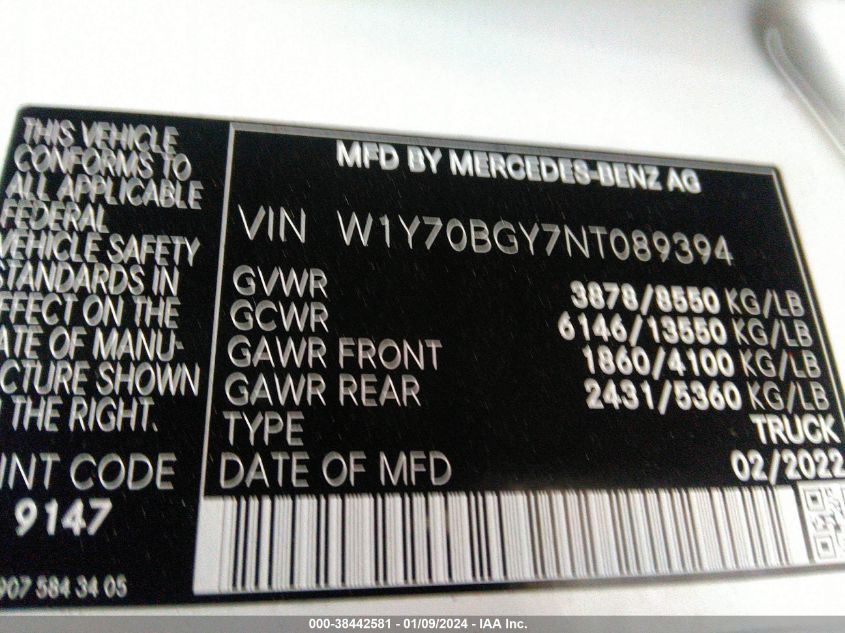 THIS VEHICLE
CONFORMS TO
ALL APPLICABLE
FEDERAL
VEHICLE SAFETY
STANDARDS IN
EFFECT ON THE
DATE OF MANU-
FACTURE SHOWN
THE RIGHT.
PAINT CODE
9147
907 584 34 05
MFD BY MERCEDES-BENZ AG
VIN W1Y70BGY7NT089394
GVWR 3878/8550 KG/LB
GCWR 6146/13550 KG/LB
GAWR FRONT 1860/4100 KG/LB
GAWR REAR 2431/5360 KG/LB
TYPE TRUCK
DATE OF MFD 02/2022
000-38442581 - 01/09/2024 - IAA Inc.